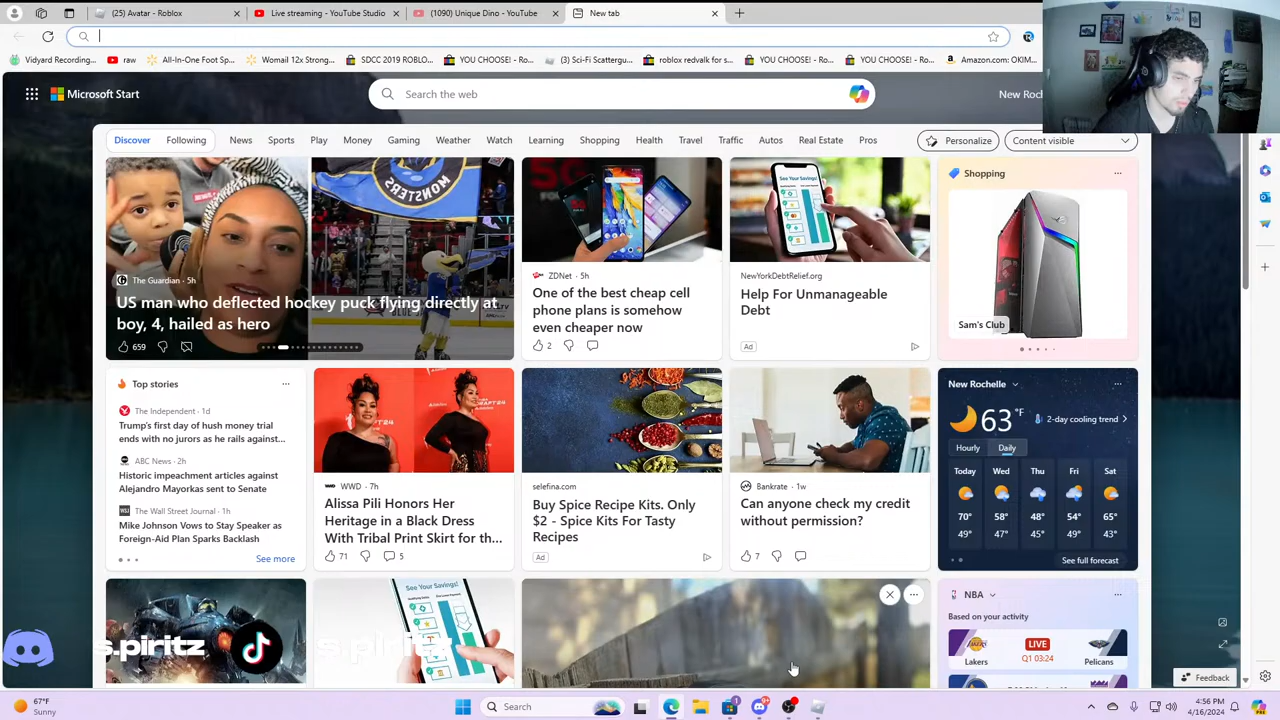 (25) Avatar - Roblox
Live streaming - YouTube Studio
(1090) Unique Dino - YouTube
New tab
Vidyard Recording...
raw
All-In-One Foot Sp...
Womail 12x Strong...
SDCC 2019 ROBLO...
YOU CHOOSE! - Ro...
(3) Sci-Fi Scattergu...
roblox redvalk for s...
YOU CHOOSE! - Ro...
YOU CHOOSE! - Ro...
Amazon.com: OKIM...
Microsoft Start
Search the web
New Roch
Discover
Following
News
Sports
Play
Money
Gaming
Weather
Watch
Learning
Shopping
Health
Travel
Traffic
Autos
Real Estate
Pros
Personalize
Content visible
MONSTERS
The Guardian · 5h
US man who deflected hockey puck flying directly at
boy, 4, hailed as hero
659
ZDNet · 5h
One of the best cheap cell
phone plans is somehow
even cheaper now
2
See Your Savings!
NewYorkDebtRelief.org
Help For Unmanageable
Debt
Ad
Shopping
Sam's Club
Top stories
The Independent · 1d
Trump's first day of hush money trial
ends with no jurors as he rails against...
ABC News · 2h
Historic impeachment articles against
Alejandro Mayorkas sent to Senate
The Wall Street Journal · 1h
Mike Johnson Vows to Stay Speaker as
Foreign-Aid Plan Sparks Backlash
See more
WWD · 7h
Alissa Pili Honors Her
Heritage in a Black Dress
With Tribal Print Skirt for th...
71
5
selefina.com
Buy Spice Recipe Kits. Only
$2 - Spice Kits For Tasty
Recipes
Ad
Bankrate · 1w
Can anyone check my credit
without permission?
7
New Rochelle
63 °F
2-day cooling trend
Hourly
Daily
Today
Wed
Thu
Fri
Sat
70°
58°
48°
54°
65°
49°
47°
45°
49°
43°
See full forecast
See Your Savings!
NBA
Based on your activity
Lakers
LIVE
Q1 03:24
Pelicans
s.piritz
s.piritz
Feedback
67°F
Sunny
Search
4:56 PM
4/16/2024